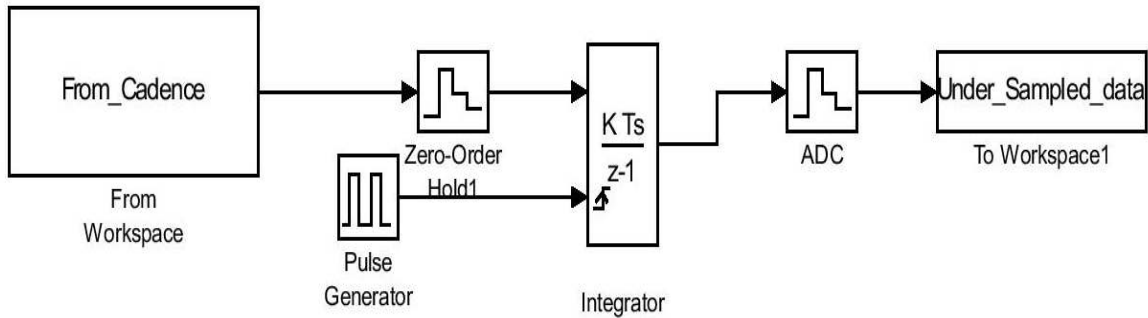 From_Cadence
From
Workspace
Zero-Order
Hold1
Pulse
Generator
K Ts
z-1
Integrator
ADC
Under_Sampled_data
To Workspace1